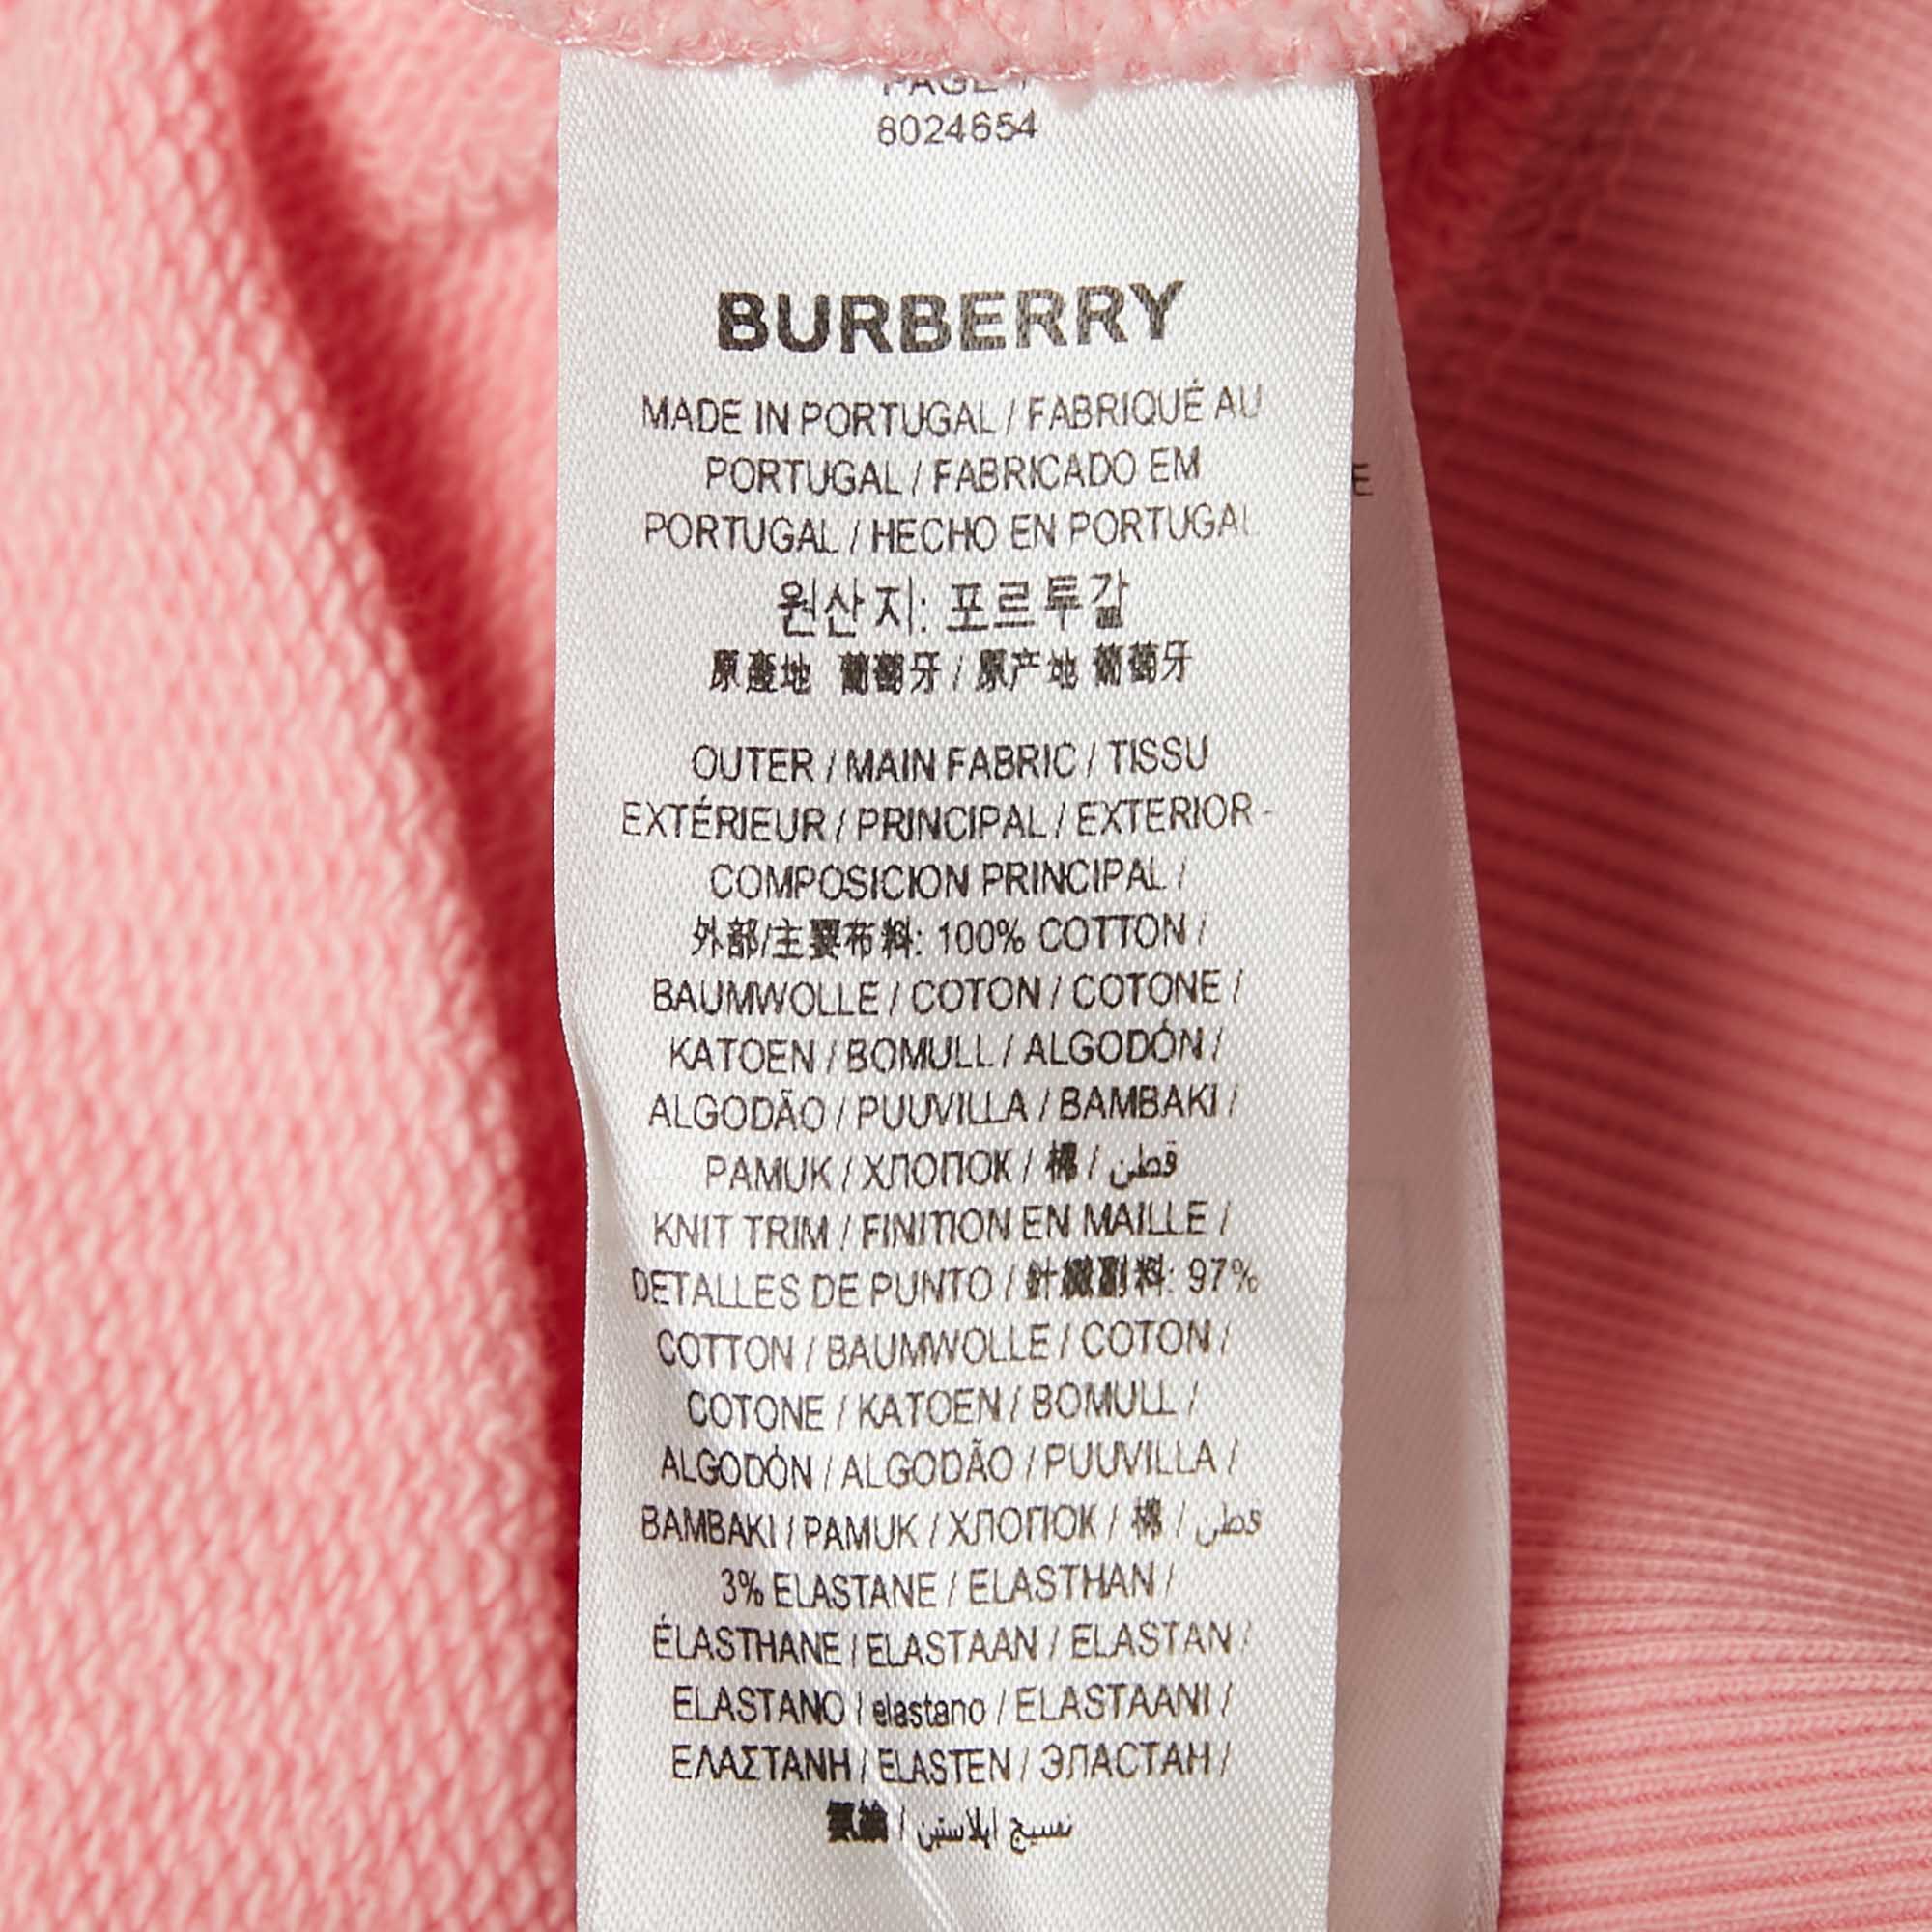 8024654
BURBERRY
MADE IN PORTUGAL / FABRIQUÉ AU
PORTUGAL / FABRICADO EM
PORTUGAL / HECHO EN PORTUGAL
원산지: 포르투갈
原產地 葡萄牙 / 原产地 葡萄牙
OUTER / MAIN FABRIC / TISSU
EXTÉRIEUR / PRINCIPAL / EXTERIOR -
COMPOSICION PRINCIPAL /
外部/主要布料: 100% COTTON /
BAUMWOLLE / COTON / COTONE /
KATOEN / BOMULL / ALGODÓN /
ALGODÃO / PUUVILLA / BAMBAKI /
PAMUK / ХЛОПОК / 棉 / قطن
KNIT TRIM / FINITION EN MAILLE /
DETALLES DE PUNTO / 針織副料: 97%
COTTON / BAUMWOLLE / COTON /
COTONE / KATOEN / BOMULL /
ALGODÓN / ALGODÃO / PUUVILLA /
BAMBAKI / PAMUK / ХЛОПОК / 棉 / قطن
3% ELASTANE / ELASTHAN /
ÉLASTHANE / ELASTAAN / ELASTAN /
ELASTANO / elastano / ELASTAANI /
ΕΛΑΣΤΑΝΗ / ELASTEN / ЭЛАСТАН /
/ نسيج ايلاستين
E